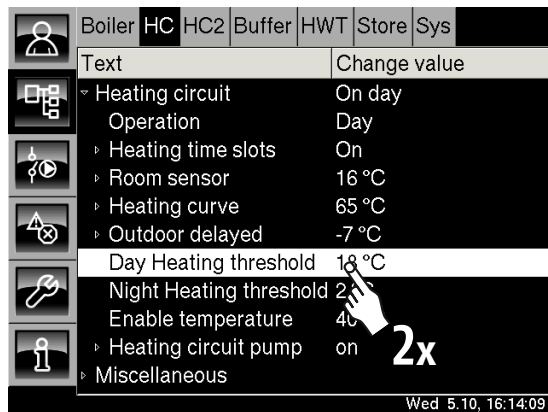 Boiler HC HC2 Buffer HWT Store Sys
Text Change value
Heating circuit On day
Operation Day
Heating time slots On
Room sensor 16 °C
Heating curve 65 °C
Outdoor delayed -7 °C
Day Heating threshold 18 °C
Night Heating threshold
Enable temperature
Heating circuit pump on
2x
Miscellaneous
Wed 5.10, 16:14:09